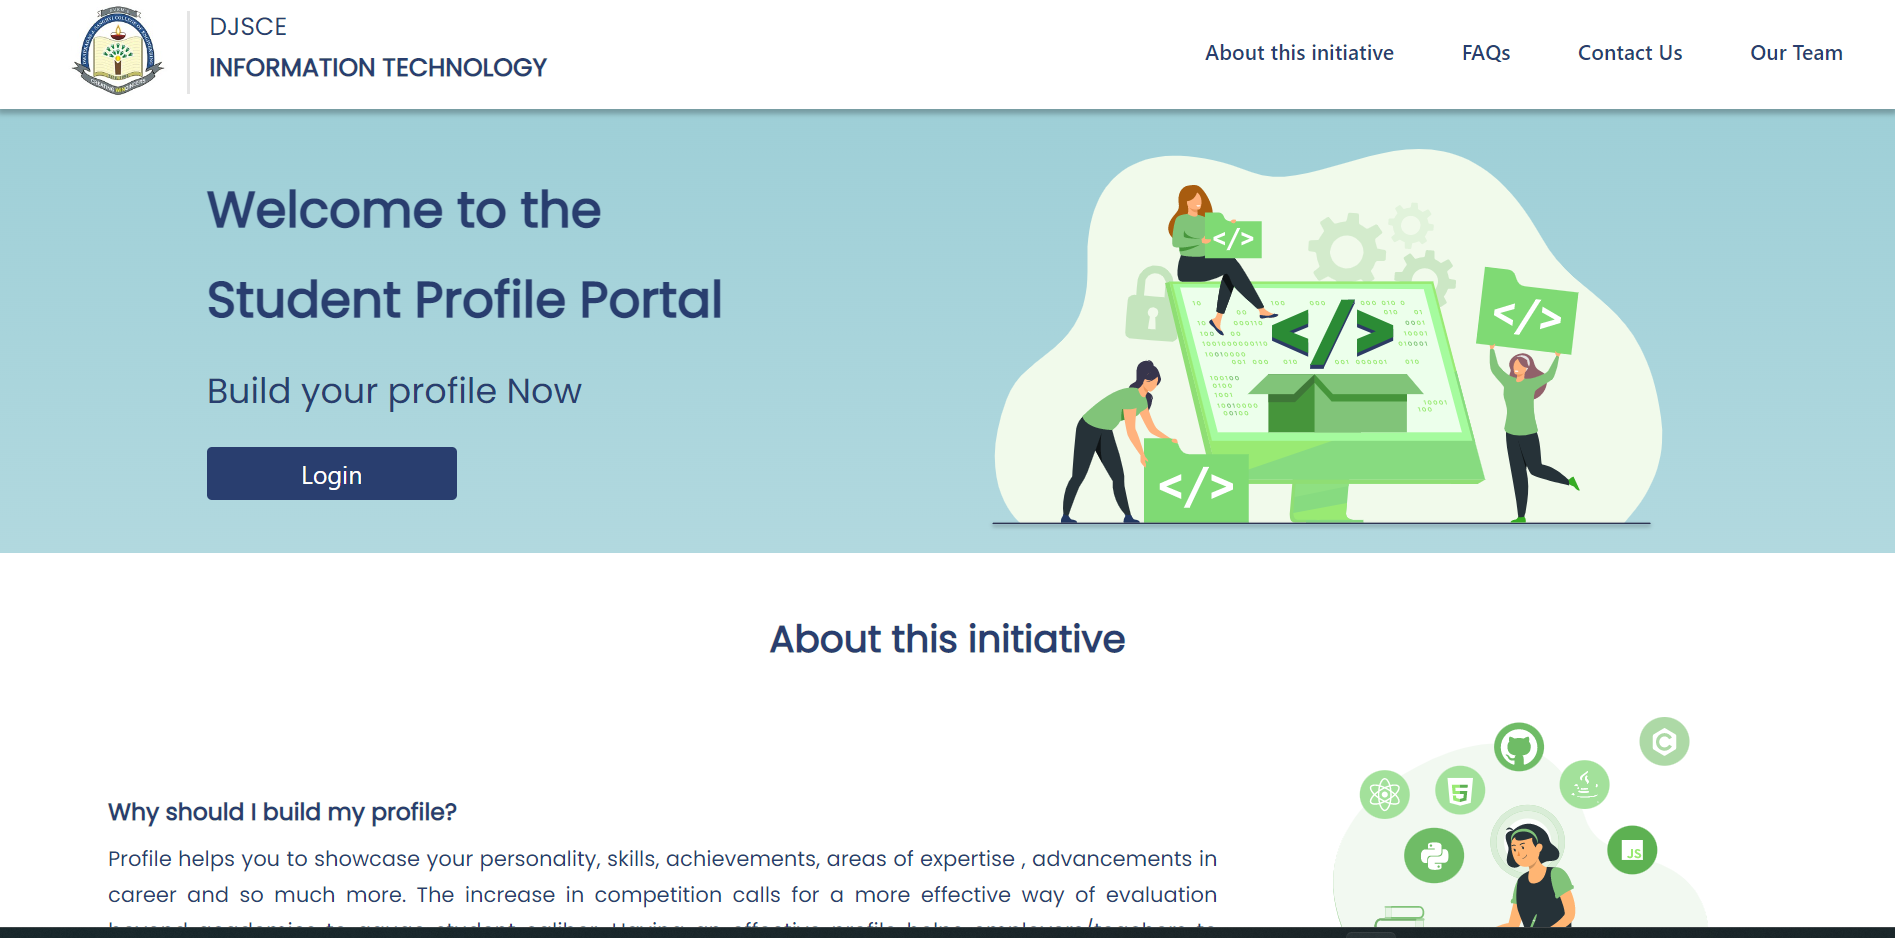 DJSCE
INFORMATION TECHNOLOGY
About this initiative
FAQs
Contact Us
Our Team
Welcome to the
Student Profile Portal
Build your profile Now
Login
</>
</>
</>
</>
About this initiative
Why should I build my profile?
Profile helps you to showcase your personality, skills, achievements, areas of expertise , advancements in
career and so much more. The increase in competition calls for a more effective way of evaluation
JS